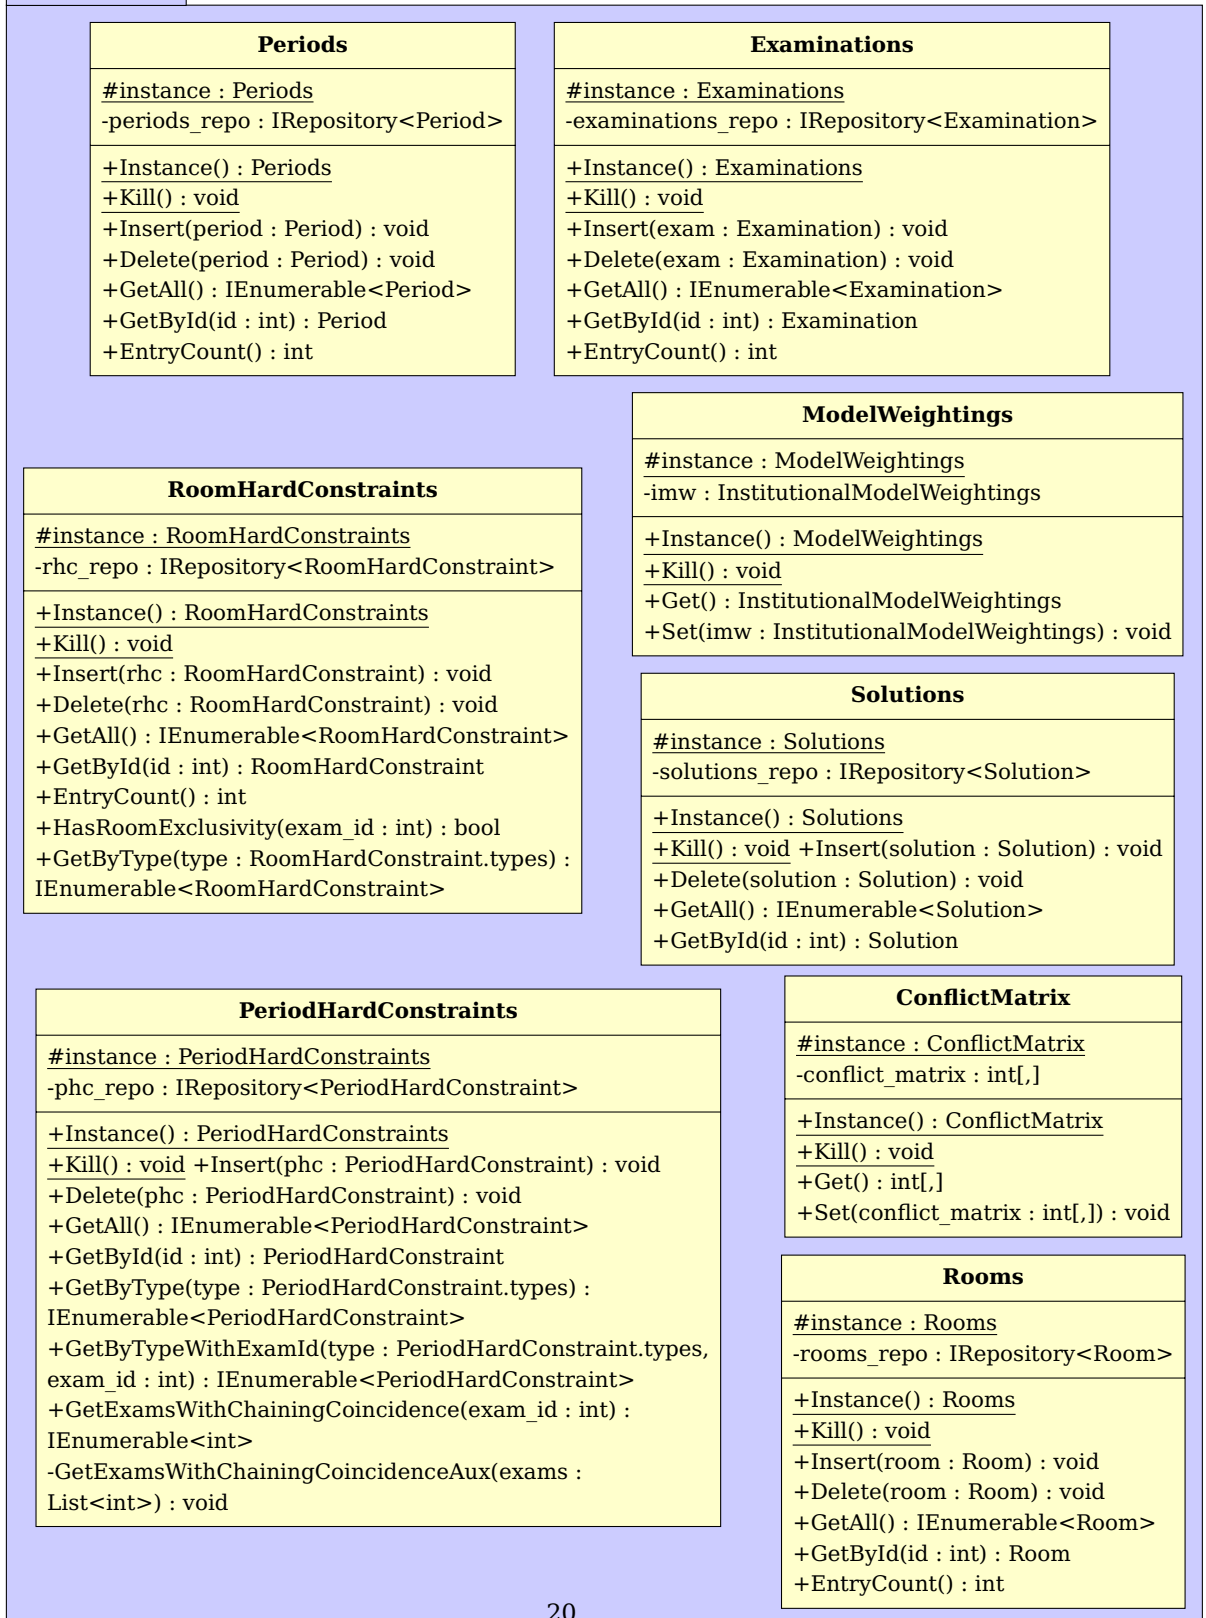 Periods
#instance : Periods
-periods_repo : IRepository<Period>
+Instance() : Periods
+Kill() : void
+Insert(period : Period) : void
+Delete(period : Period) : void
+GetAll() : IEnumerable<Period>
+GetById(id : int) : Period
+EntryCount() : int
Examinations
#instance : Examinations
-examinations_repo : IRepository<Examination>
+Instance() : Examinations
+Kill() : void
+Insert(exam : Examination) : void
+Delete(exam : Examination) : void
+GetAll() : IEnumerable<Examination>
+GetById(id : int) : Examination
+EntryCount() : int
ModelWeightings
#instance : ModelWeightings
-imw : InstitutionalModelWeightings
+Instance() : ModelWeightings
+Kill() : void
+Get() : InstitutionalModelWeightings
+Set(imw : InstitutionalModelWeightings) : void
RoomHardConstraints
#instance : RoomHardConstraints
-rhc_repo : IRepository<RoomHardConstraint>
+Instance() : RoomHardConstraints
+Kill() : void
+Insert(rhc : RoomHardConstraint) : void
+Delete(rhc : RoomHardConstraint) : void
+GetAll() : IEnumerable<RoomHardConstraint>
+GetById(id : int) : RoomHardConstraint
+EntryCount() : int
+HasRoomExclusivity(exam_id : int) : bool
+GetByType(type : RoomHardConstraint.types) :
IEnumerable<RoomHardConstraint>
Solutions
#instance : Solutions
-solutions_repo : IRepository<Solution>
+Instance() : Solutions
+Kill() : void +Insert(solution : Solution) : void
+Delete(solution : Solution) : void
+GetAll() : IEnumerable<Solution>
+GetById(id : int) : Solution
PeriodHardConstraints
#instance : PeriodHardConstraints
-phc_repo : IRepository<PeriodHardConstraint>
+Instance() : PeriodHardConstraints
+Kill() : void +Insert(phc : PeriodHardConstraint) : void
+Delete(phc : PeriodHardConstraint) : void
+GetAll() : IEnumerable<PeriodHardConstraint>
+GetById(id : int) : PeriodHardConstraint
+GetByType(type : PeriodHardConstraint.types) :
IEnumerable<PeriodHardConstraint>
+GetByTypeWithExamId(type : PeriodHardConstraint.types,
exam_id : int) : IEnumerable<PeriodHardConstraint>
+GetExamsWithChainingCoincidence(exam_id : int) :
IEnumerable<int>
-GetExamsWithChainingCoincidenceAux(exams :
List<int>) : void
ConflictMatrix
#instance : ConflictMatrix
-conflict_matrix : int[,]
+Instance() : ConflictMatrix
+Kill() : void
+Get() : int[,]
+Set(conflict_matrix : int[,]) : void
Rooms
#instance : Rooms
-rooms_repo : IRepository<Room>
+Instance() : Rooms
+Kill() : void
+Insert(room : Room) : void
+Delete(room : Room) : void
+GetAll() : IEnumerable<Room>
+GetById(id : int) : Room
+EntryCount() : int
20